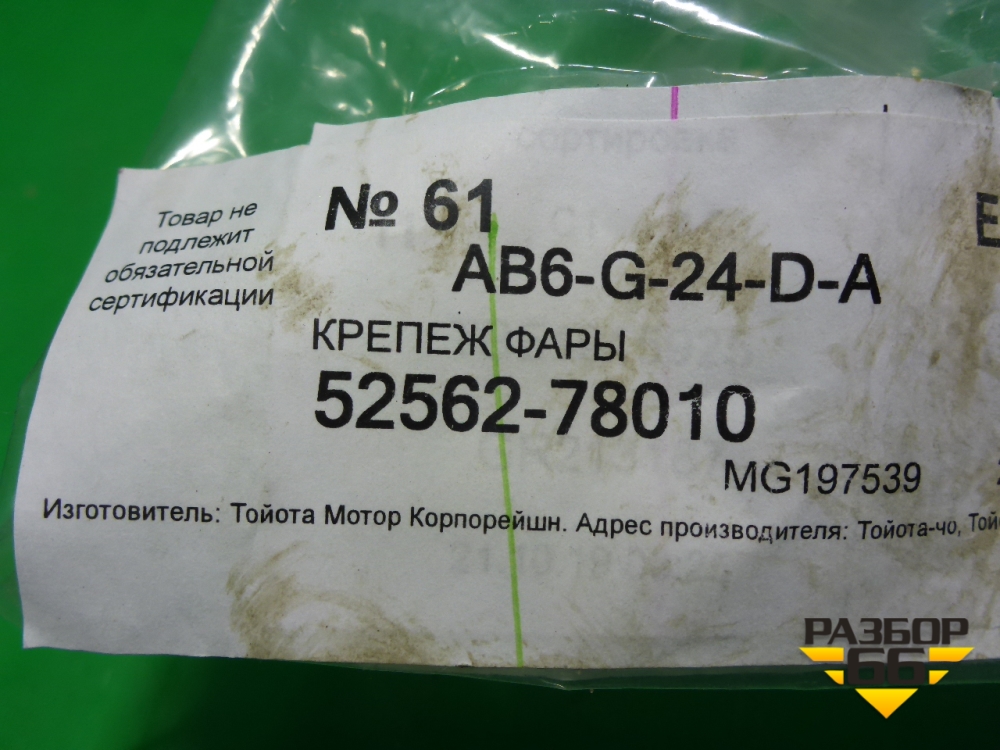 Товар не
подлежит
обязательной
сертификации
№ 61
AB6-G-24-D-A
КРЕПЕЖ ФАРЫ
52562-78010
MG197539
Изготовитель: Тойота Мотор Корпорейшн. Адрес производителя: Тойота-чо,
РАЗБОР
66